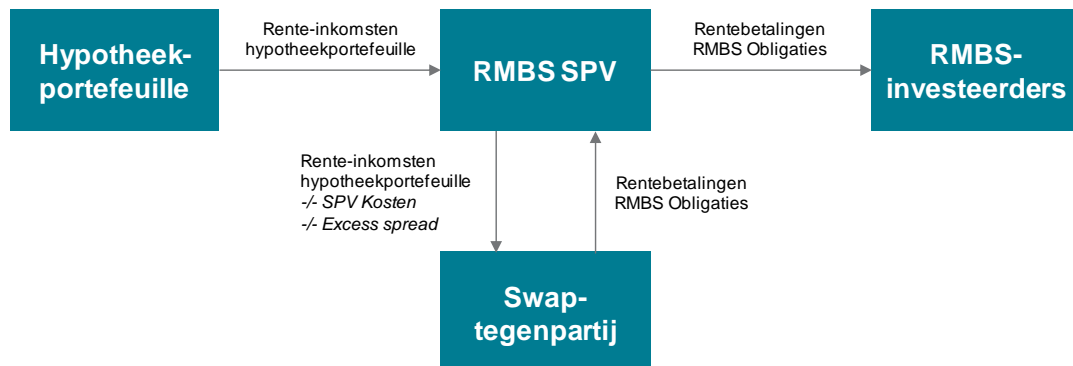 Hypotheek-
portefeuille
Rente-inkomsten
hypotheekportefeuille
RMBS SPV
Rentebetalingen
RMBS Obligaties
RMBS-
investeerders
Rente-inkomsten
hypotheekportefeuille
-/- SPV Kosten
-/- Excess spread
Rentebetalingen
RMBS Obligaties
Swap-
tegenpartij